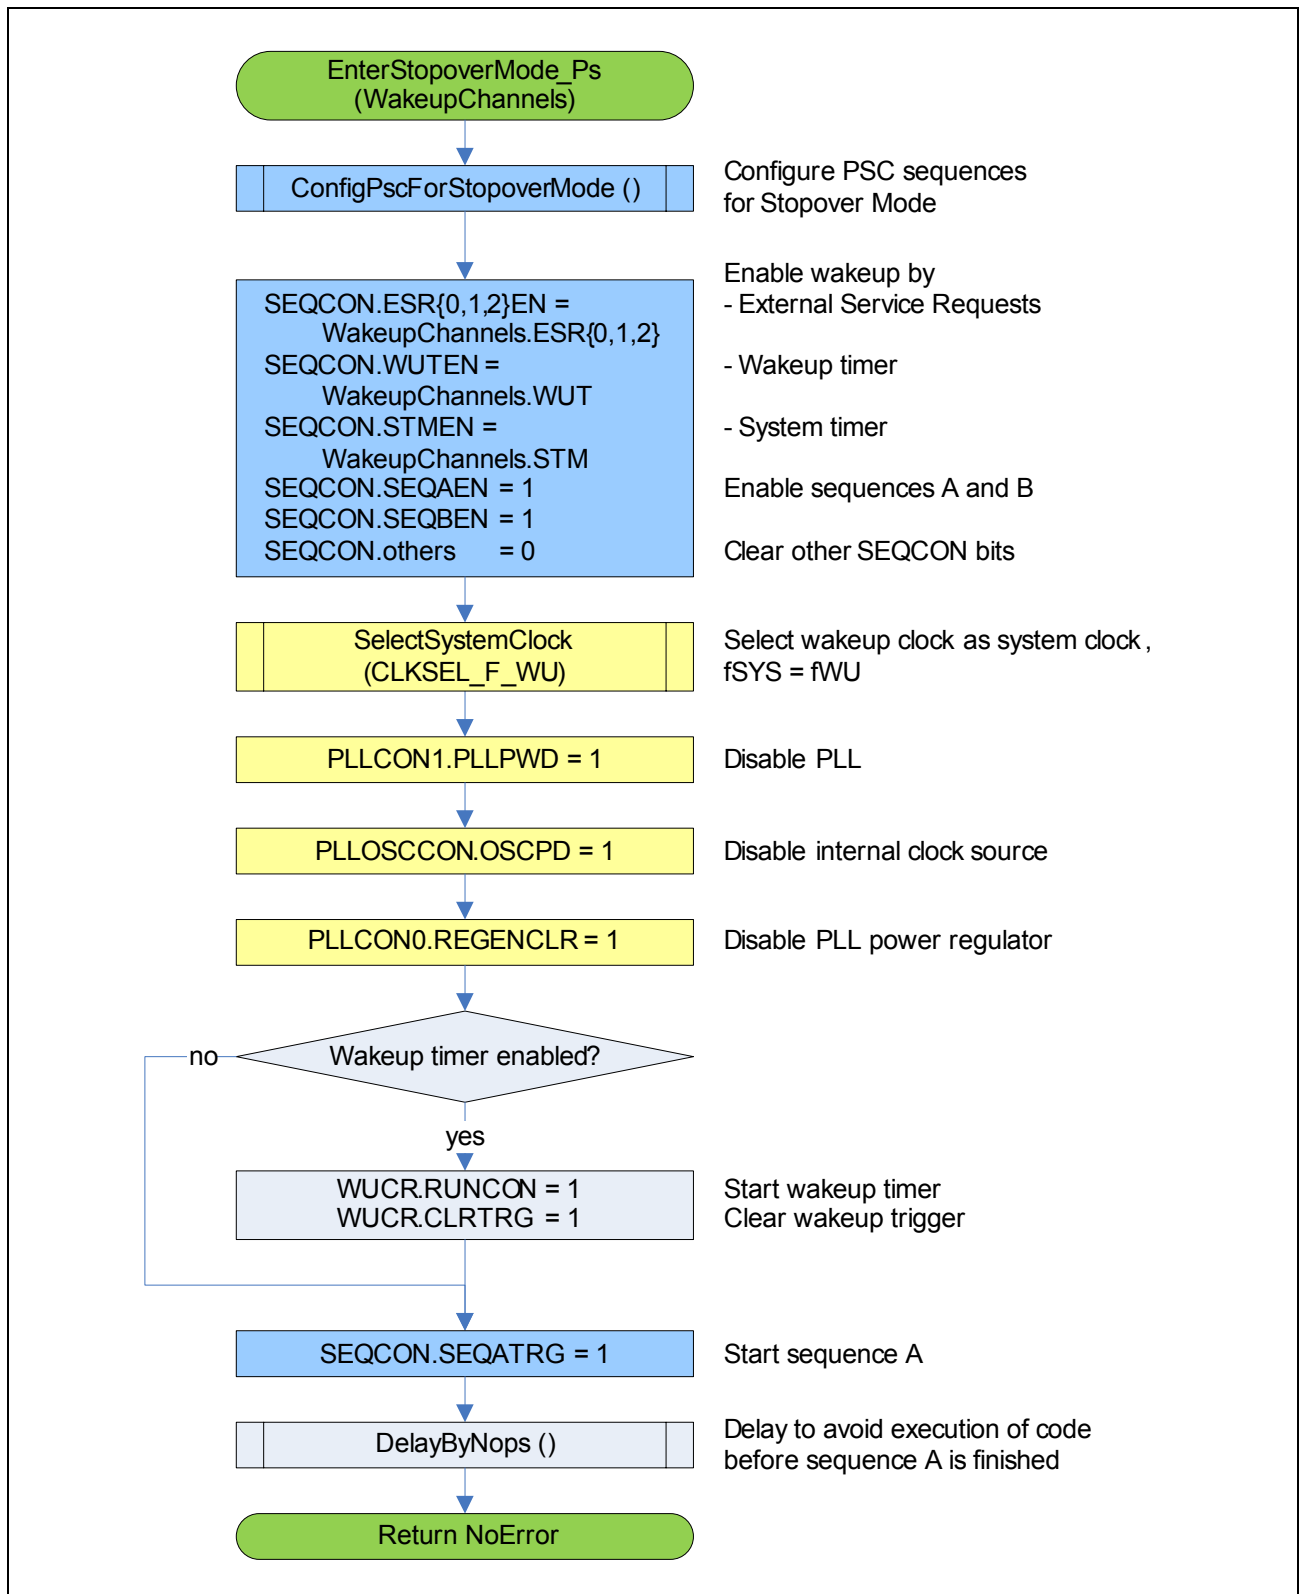 EnterStopoverMode_Ps
(WakeupChannels)
ConfigPscForStopoverMode ()
Configure PSC sequences
for Stopover Mode
Enable wakeup by
SEQCON.ESR{0,1,2}EN =
- External Service Requests
WakeupChannels.ESR{0,1,2}
SEQCON.WUTEN =
- Wakeup timer
WakeupChannels.WUT
SEQCON.STMEN =
- System timer
WakeupChannels.STM
SEQCON.SEQAEN = 1
Enable sequences A and B
SEQCON.SEQBEN = 1
SEQCON.others = 0
Clear other SEQCON bits
SelectSystemClock
(CLKSEL_F_WU)
Select wakeup clock as system clock,
fSYS = fWU
PLLCON1.PLLPWD = 1
Disable PLL
PLLOSCCON.OSCPD = 1
Disable internal clock source
PLLCON0.REGENCLR = 1
Disable PLL power regulator
no
Wakeup timer enabled?
yes
WUCR.RUNCON = 1
Start wakeup timer
WUCR.CLRTRG = 1
Clear wakeup trigger
SEQCON.SEQATRG = 1
Start sequence A
DelayByNops ()
Delay to avoid execution of code
before sequence A is finished
Return NoError